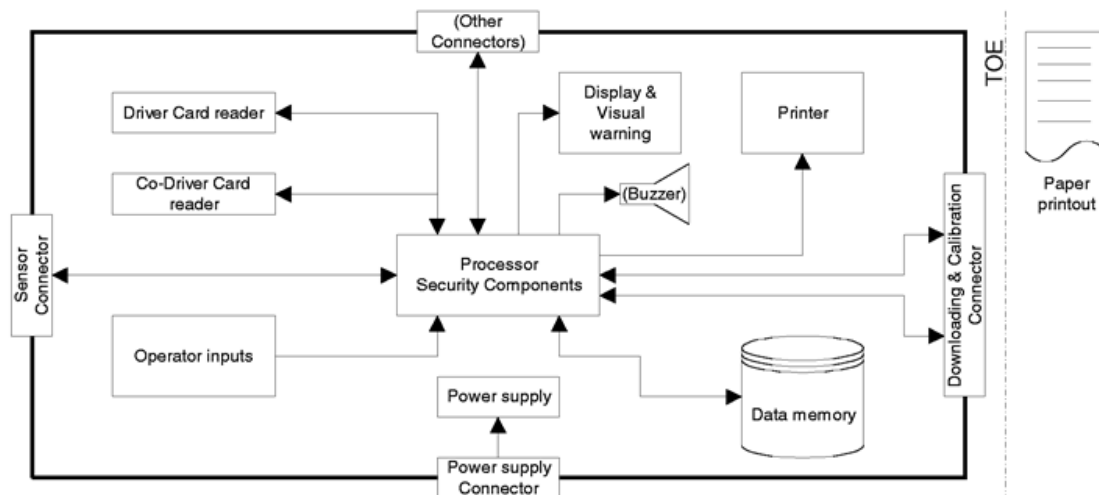 (Other
Connectors)
TOE
Driver Card reader
Display &
Visual
warning
Printer
Co-Driver Card
reader
(Buzzer)
Paper
printout
Sensor
Connector
Processor
Security Components
Downloading & Calibration
Connector
Operator inputs
Power supply
Data memory
Power supply
Connector